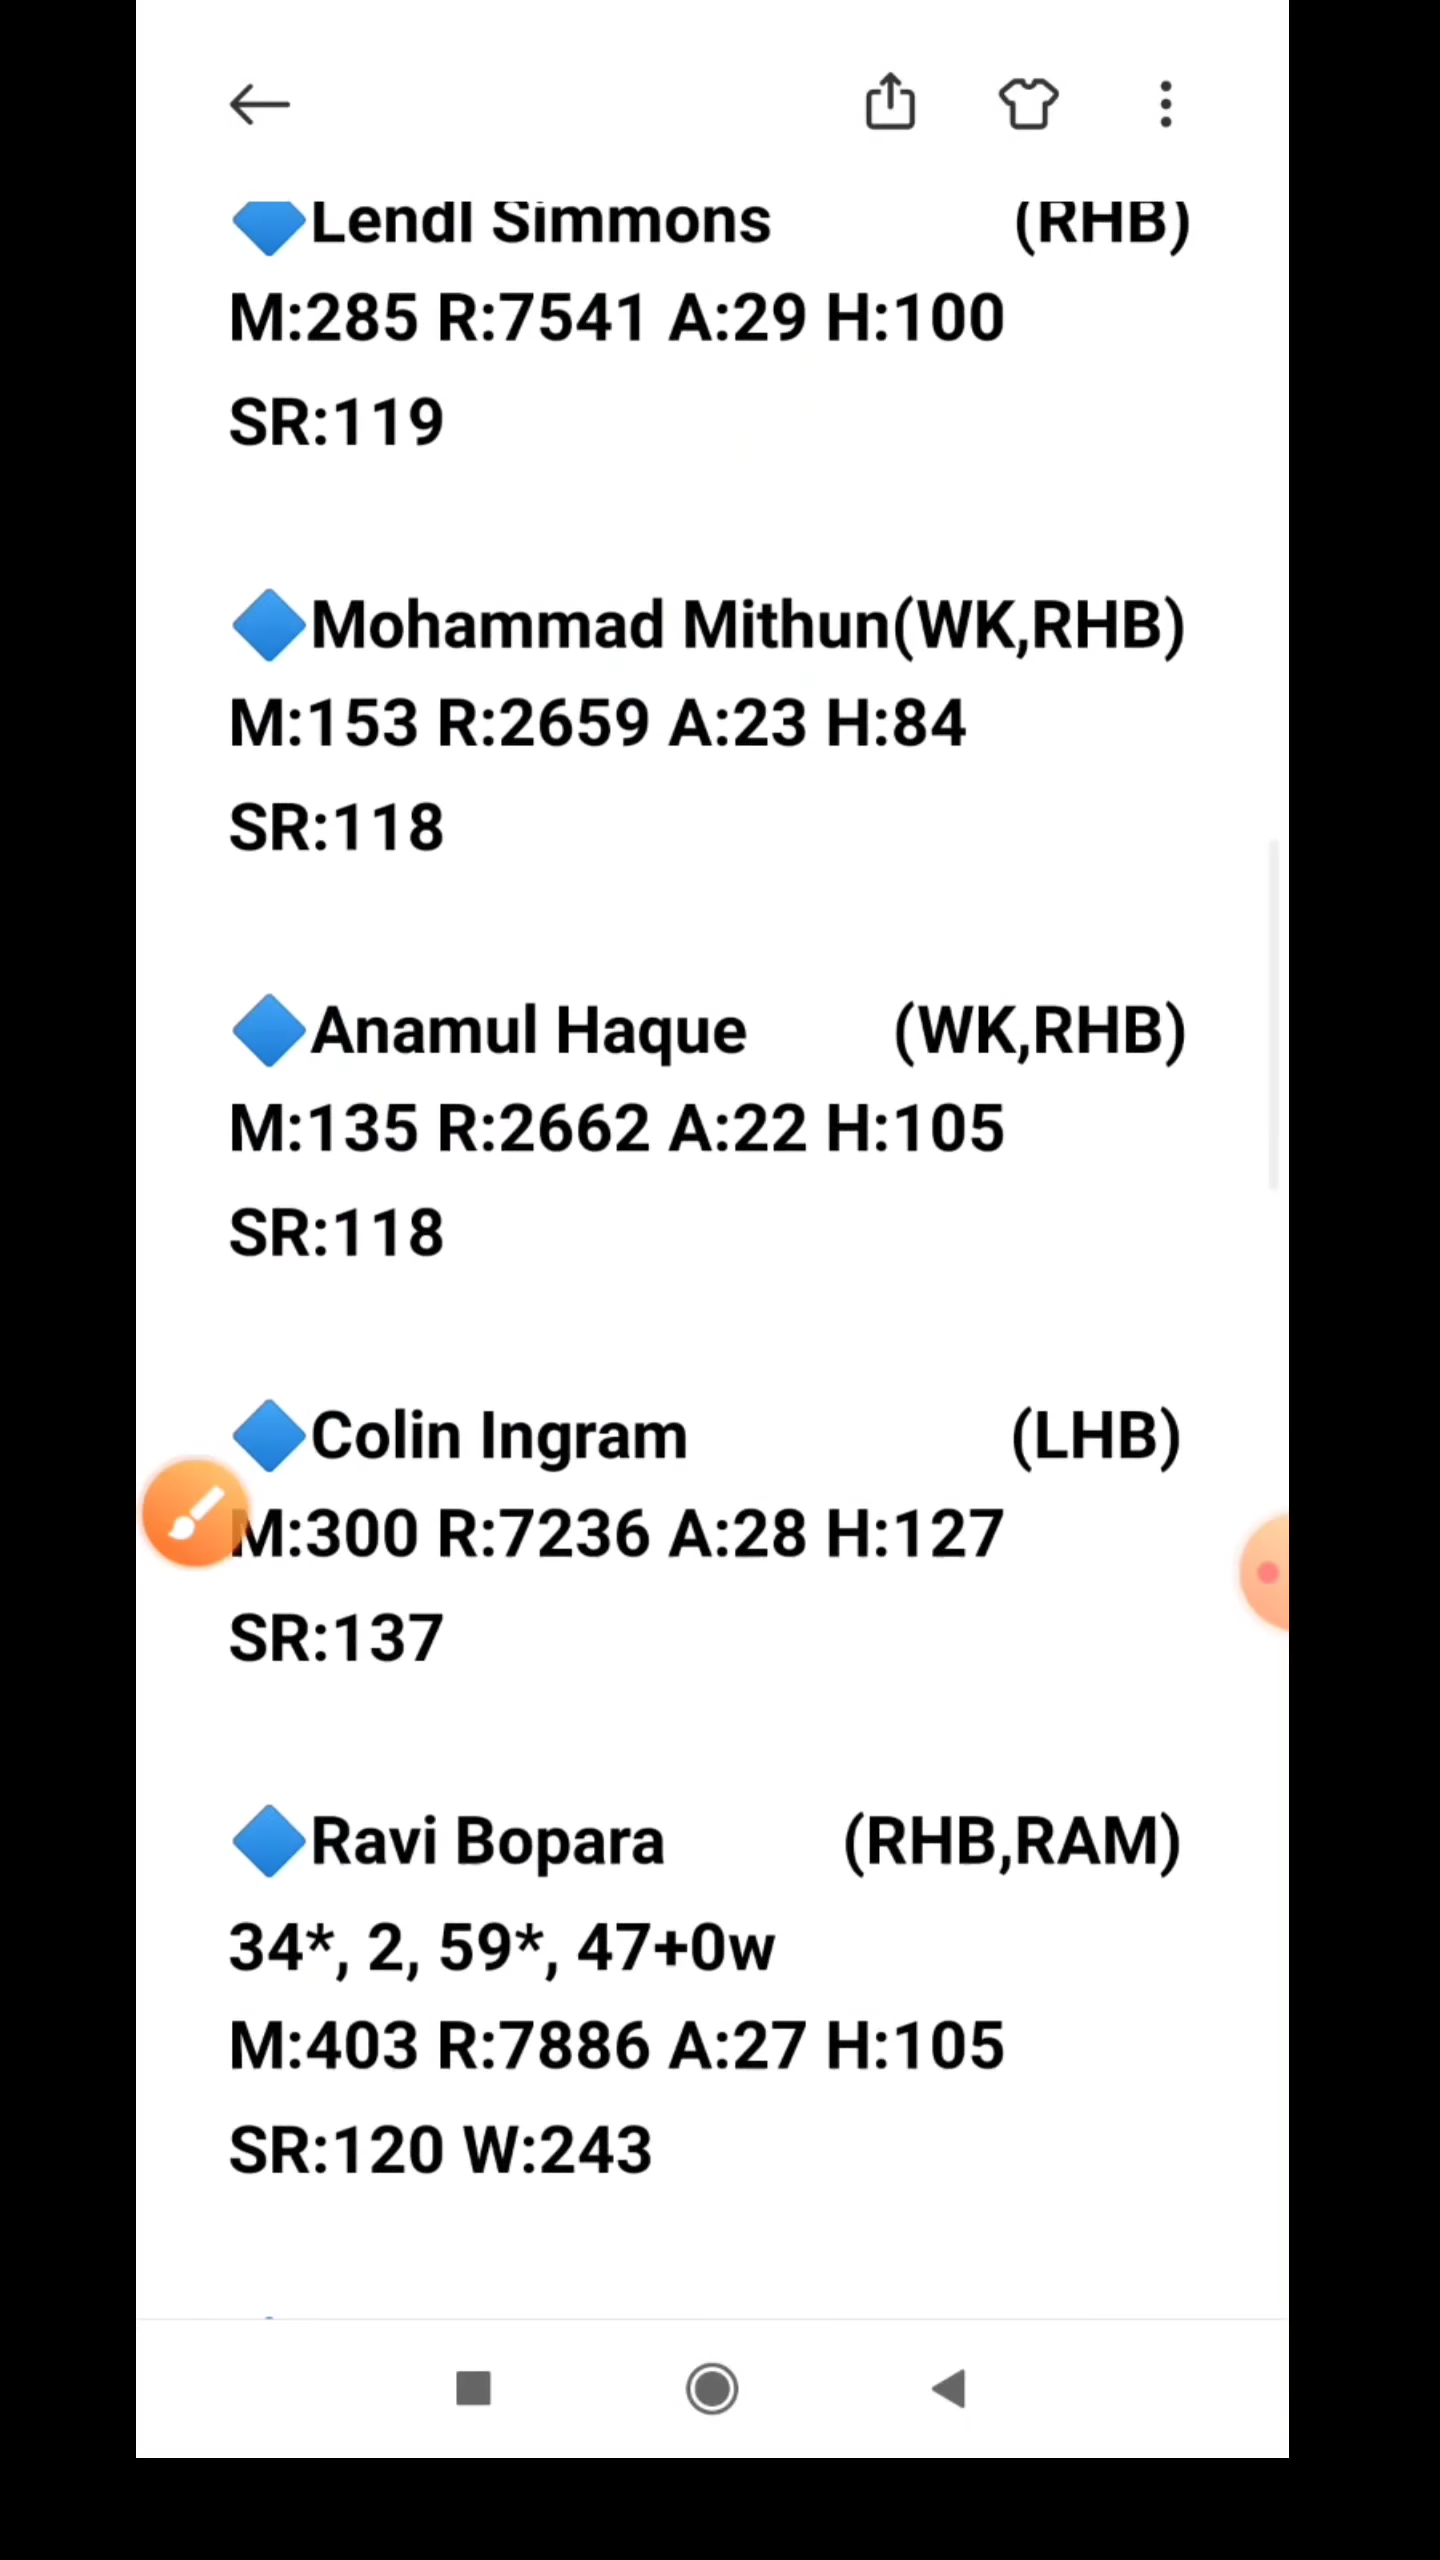 Lendl Simmons (RHB)
M:285 R:7541 A:29 H:100
SR:119
Mohammad Mithun(WK,RHB)
M:153 R:2659 A:23 H:84
SR:118
Anamul Haque (WK,RHB)
M:135 R:2662 A:22 H:105
SR:118
Colin Ingram (LHB)
M:300 R:7236 A:28 H:127
SR:137
Ravi Bopara (RHB,RAM)
34*, 2, 59*, 47+0w
M:403 R:7886 A:27 H:105
SR:120 W:243